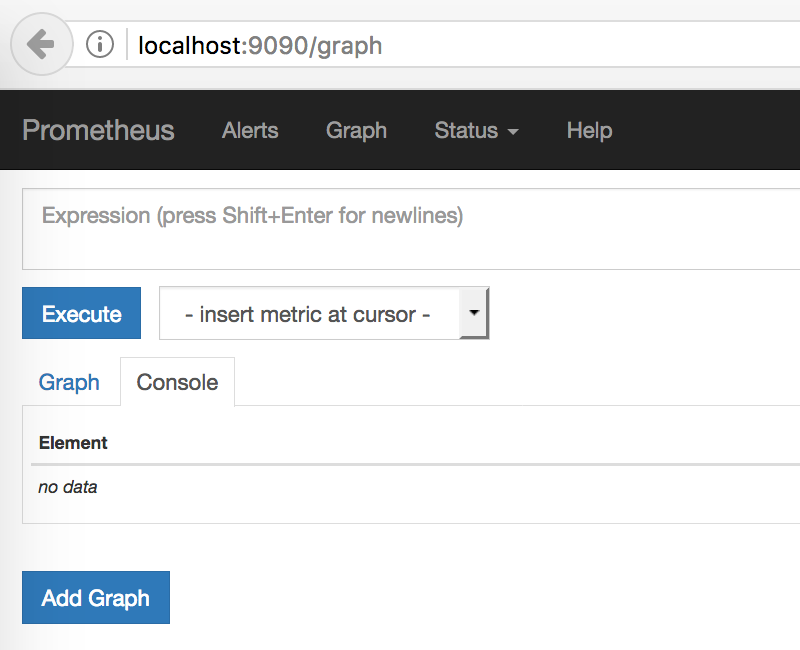 localhost:9090/graph
Prometheus Alerts Graph Status Help
Expression (press Shift+Enter for newlines)
Execute - insert metric at cursor -
Graph Console
Element
no data
Add Graph